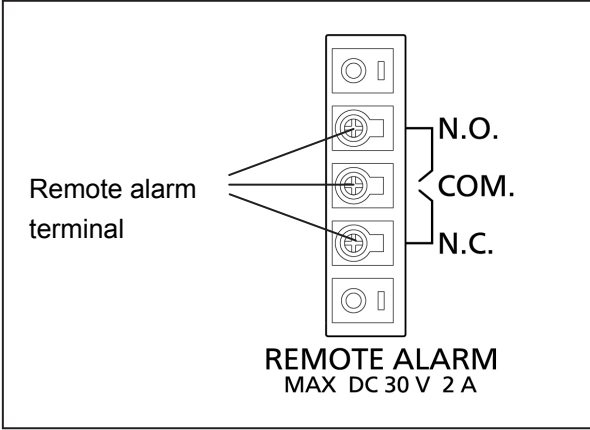 N.O.
Remote alarm
terminal
COM.
N.C.
REMOTE ALARM
MAX DC 30 V 2 A